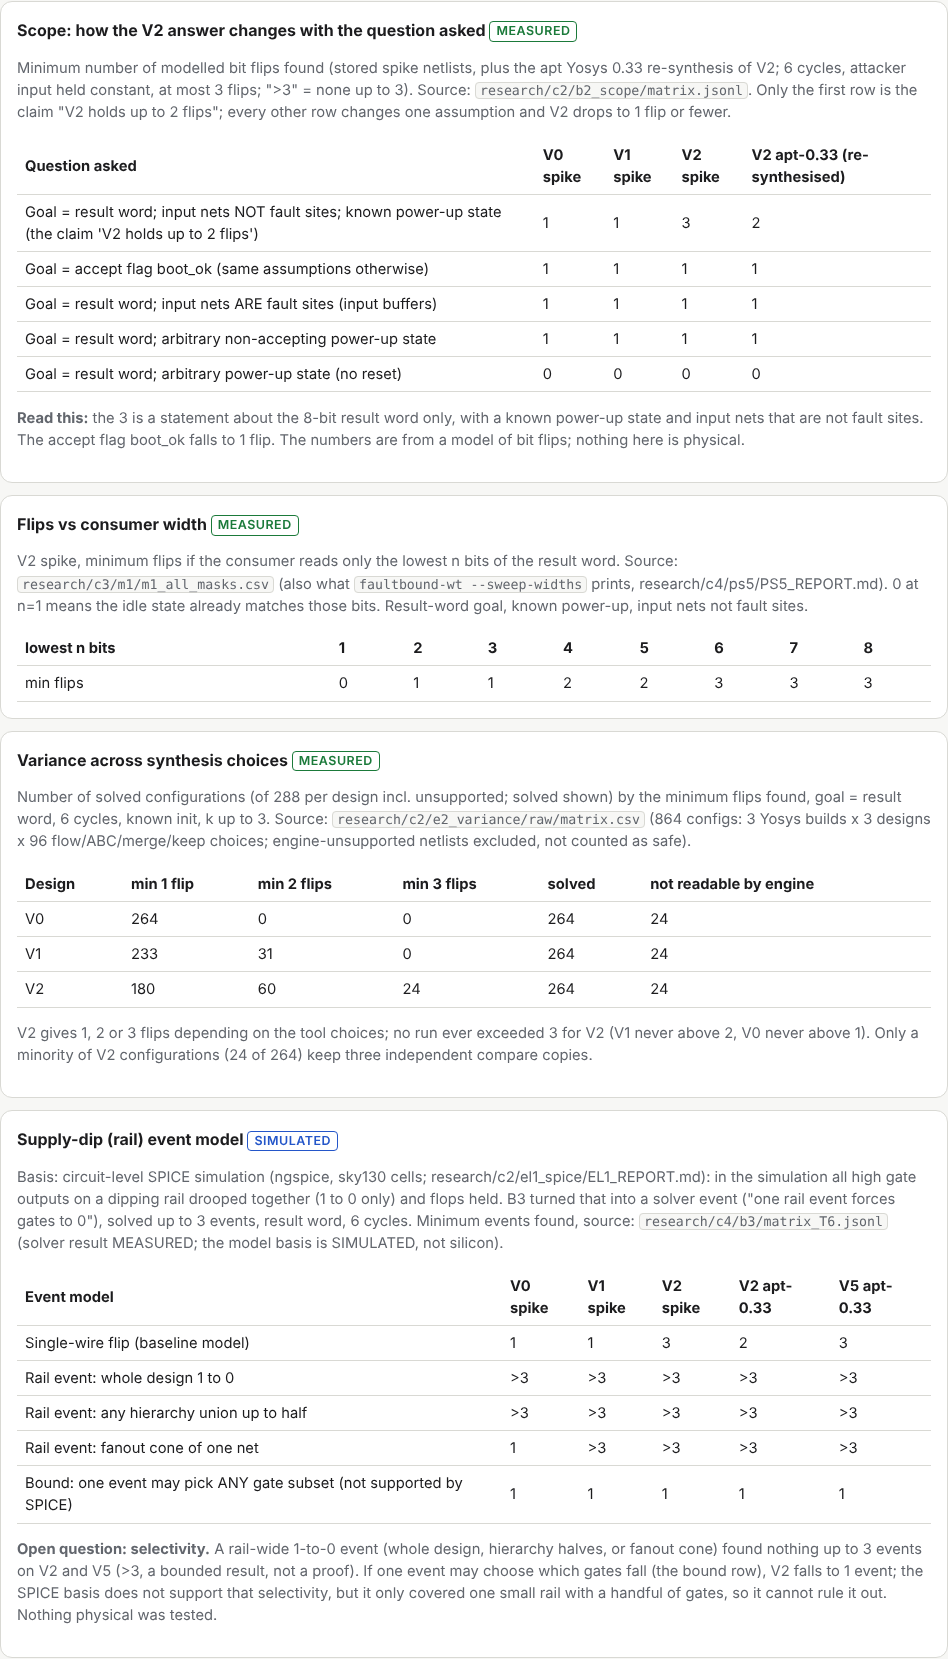 Scope: how the V2 answer changes with the question asked MEASURED
Minimum number of modelled bit flips found (stored spike netlists, plus the apt Yosys 0.33 re-synthesis of V2; 6 cycles, attacker
input held constant, at most 3 flips; ">3" = none up to 3). Source: research/c2/b2_scope/matrix.jsonl. Only the first row is the
claim "V2 holds up to 2 flips"; every other row changes one assumption and V2 drops to 1 flip or fewer.
Question asked V0 spike V1 spike V2 spike V2 apt-0.33 (re-synthesised)
Goal = result word; input nets NOT fault sites; known power-up state
(the claim 'V2 holds up to 2 flips') 1 1 3 2
Goal = accept flag boot_ok (same assumptions otherwise) 1 1 1 1
Goal = result word; input nets ARE fault sites (input buffers) 1 1 1 1
Goal = result word; arbitrary non-accepting power-up state 1 1 1 1
Goal = result word; arbitrary power-up state (no reset) 0 0 0 0
Read this: the 3 is a statement about the 8-bit result word only, with a known power-up state and input nets that are not fault sites.
The accept flag boot_ok falls to 1 flip. The numbers are from a model of bit flips; nothing here is physical.
Flips vs consumer width MEASURED
V2 spike, minimum flips if the consumer reads only the lowest n bits of the result word. Source:
research/c3/m1/m1_all_masks.csv (also what faultbound-wt --sweep-widths prints, research/c4/ps5/PS5_REPORT.md). 0 at
n=1 means the idle state already matches those bits. Result-word goal, known power-up, input nets not fault sites.
lowest n bits 1 2 3 4 5 6 7 8
min flips 0 1 1 2 2 3 3 3
Variance across synthesis choices MEASURED
Number of solved configurations (of 288 per design incl. unsupported; solved shown) by the minimum flips found, goal = result
word, 6 cycles, known init, k up to 3. Source: research/c2/e2_variance/raw/matrix.csv (864 configs: 3 Yosys builds x 3 designs
x 96 flow/ABC/merge/keep choices; engine-unsupported netlists excluded, not counted as safe).
Design min 1 flip min 2 flips min 3 flips solved not readable by engine
V0 264 0 0 264 24
V1 233 31 0 264 24
V2 180 60 24 264 24
V2 gives 1, 2 or 3 flips depending on the tool choices; no run ever exceeded 3 for V2 (V1 never above 2, V0 never above 1). Only a
minority of V2 configurations (24 of 264) keep three independent compare copies.
Supply-dip (rail) event model SIMULATED
Basis: circuit-level SPICE simulation (ngspice, sky130 cells; research/c2/el1_spice/EL1_REPORT.md): in the simulation all high gate
outputs on a dipping rail drooped together (1 to 0 only) and flops held. B3 turned that into a solver event ("one rail event forces
gates to 0"), solved up to 3 events, result word, 6 cycles. Minimum events found, source: research/c4/b3/matrix_T6.jsonl
(solver result MEASURED; the model basis is SIMULATED, not silicon).
Event model V0 spike V1 spike V2 spike V2 apt-0.33 V5 apt-0.33
Single-wire flip (baseline model) 1 1 3 2 3
Rail event: whole design 1 to 0 >3 >3 >3 >3 >3
Rail event: any hierarchy union up to half >3 >3 >3 >3 >3
Rail event: fanout cone of one net 1 >3 >3 >3 >3
Bound: one event may pick ANY gate subset (not supported by
SPICE) 1 1 1 1 1
Open question: selectivity. A rail-wide 1-to-0 event (whole design, hierarchy halves, or fanout cone) found nothing up to 3 events
on V2 and V5 (>3, a bounded result, not a proof). If one event may choose which gates fall (the bound row), V2 falls to 1 event; the
SPICE basis does not support that selectivity, but it only covered one small rail with a handful of gates, so it cannot rule it out.
Nothing physical was tested.